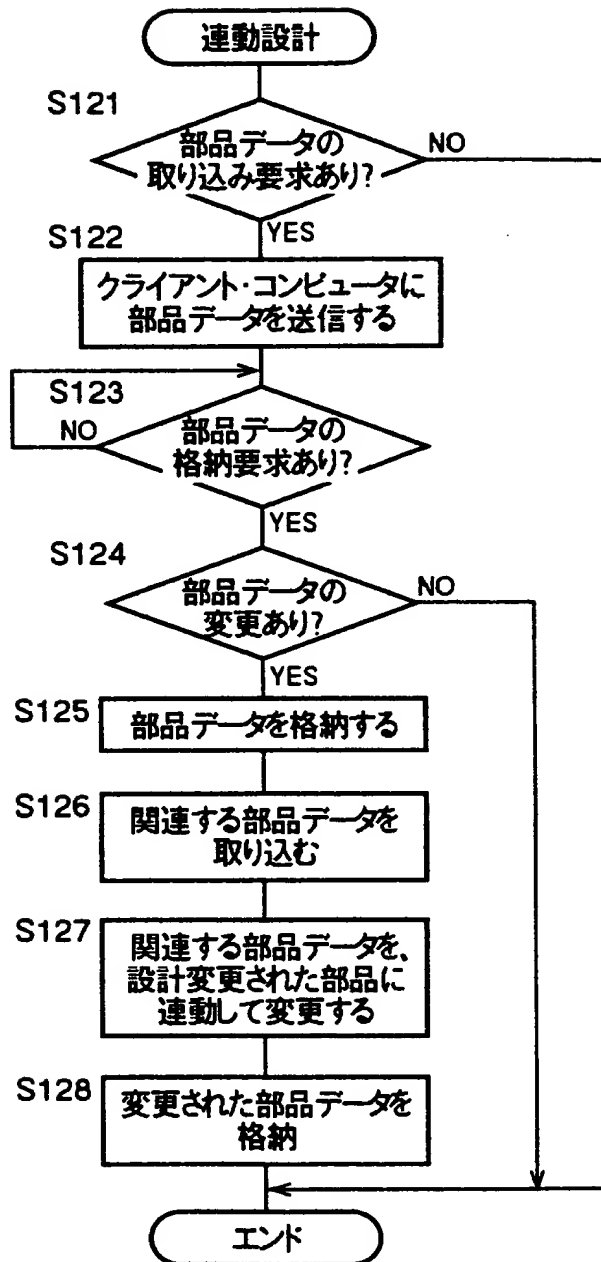 連動設計
S121
部品データの
取り込み要求あり?
NO
YES
S122
クライアント・コンピュータに
部品データを送信する
S123
NO
部品データの
格納要求あり?
YES
S124
部品データの
変更あり?
NO
YES
S125
部品データを格納する
S126
関連する部品データを
取り込む
S127
関連する部品データを、
設計変更された部品に
連動して変更する
S128
変更された部品データを
格納
エンド